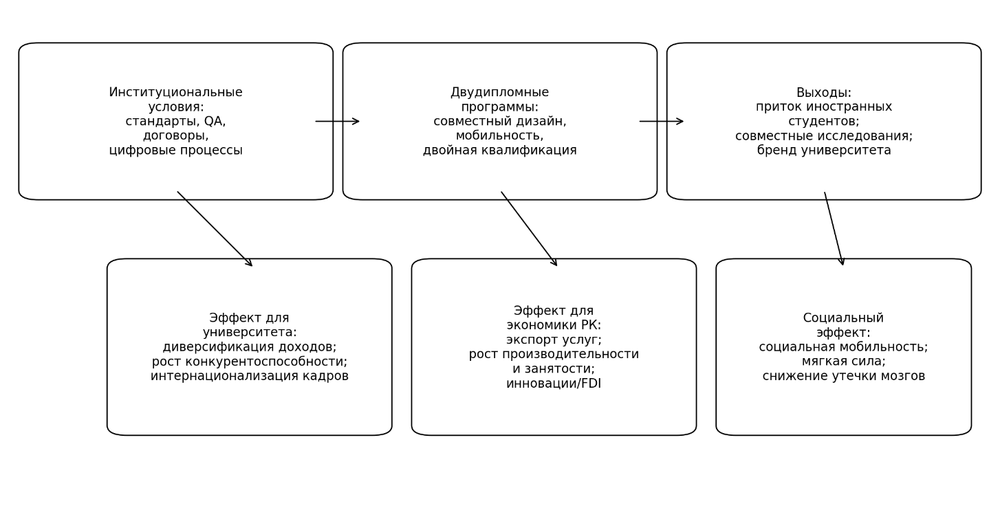 Институциональные
условия:
стандарты, QA,
договоры,
цифровые процессы
Двудипломные
программы:
совместный дизайн,
мобильность,
двойная квалификация
Выходы:
приток иностранных
студентов;
совместные исследования;
бренд университета
Эффект для
университета:
диверсификация доходов;
рост конкурентоспособности;
интернационализация кадров
Эффект для
экономики РК:
экспорт услуг;
рост производительности
и занятости;
инновации/FDI
Социальный
эффект:
социальная мобильность;
мягкая сила;
снижение утечки мозгов